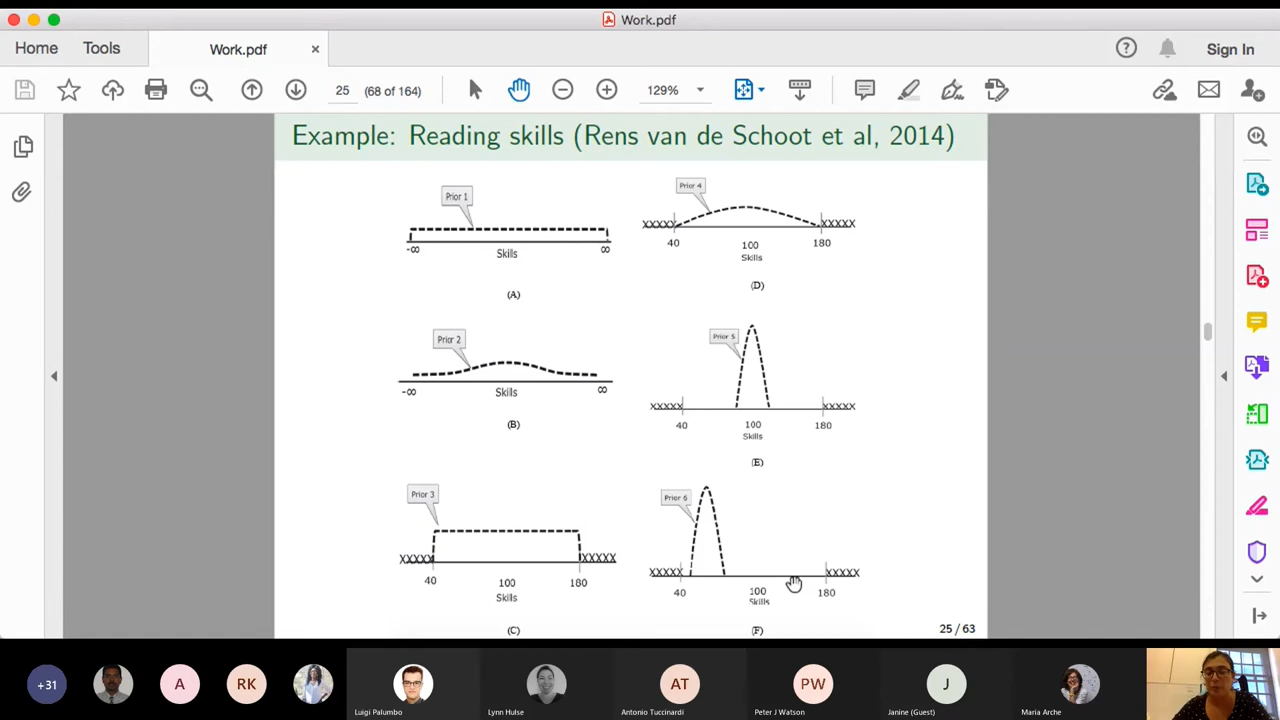 Work.pdf
Home
Tools
Work.pdf
×
Sign In
25
(68 of 164)
129%
Example: Reading skills (Rens van de Schoot et al, 2014)
Prior 1
-∞
∞
Skills
(A)
Prior 4
XXXXX
XXXXX
40
100
180
Skills
(D)
Prior 2
-∞
∞
Skills
(B)
Prior 5
XXXXX
XXXXX
40
100
180
Skills
(E)
Prior 3
XXXXX
XXXXX
40
100
180
Skills
(C)
Prior 6
XXXXX
XXXXX
40
100
180
Skills
(F)
25 / 63
+31
A
RK
Luigi Palumbo
Lynn Hulse
AT
Antonio Tuccinardi
PW
Peter J Watson
J
Janine (Guest)
Maria Arche